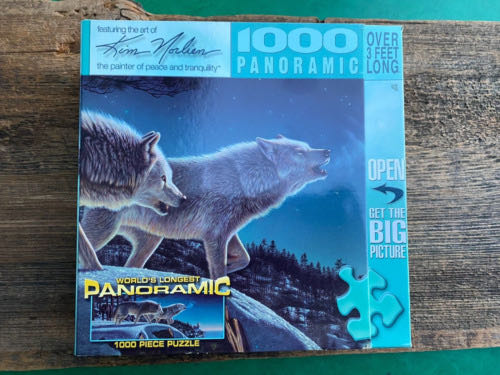 featuring the art of
Kim Norlien
the painter of peace and tranquility™
1000
PANORAMIC
OVER
3 FEET
LONG
OPEN
GET THE
BIG
PICTURE
WORLD'S LONGEST
PANORAMIC
1000 PIECE PUZZLE